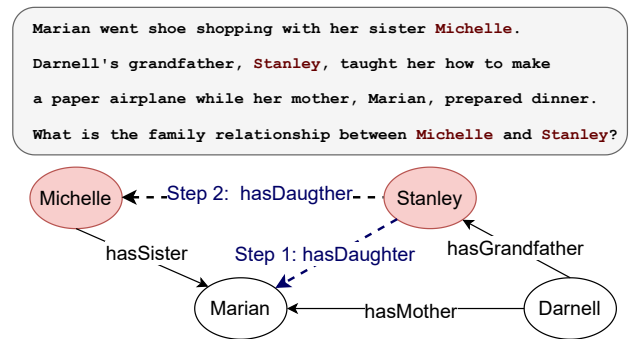 Marian went shoe shopping with her sister Michelle.
Darnell's grandfather, Stanley, taught her how to make
a paper airplane while her mother, Marian, prepared dinner.
What is the family relationship between Michelle and Stanley?
Michelle
Step 2: hasDaugther
Stanley
hasSister
Step 1: hasDaughter
hasGrandfather
Marian
hasMother
Darnell